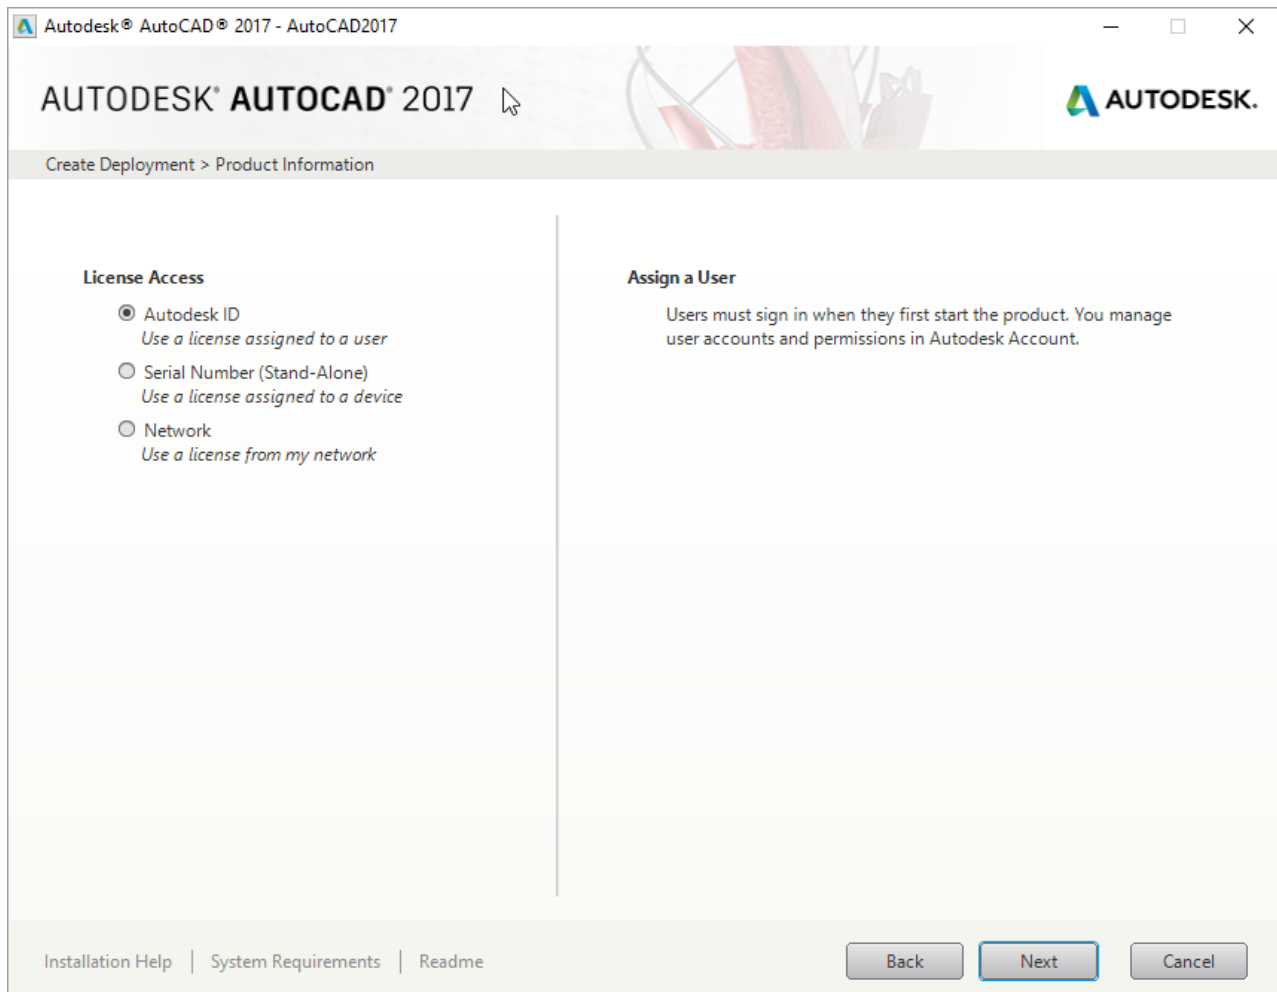 Autodesk® AutoCAD® 2017 - AutoCAD2017
AUTODESK® AUTOCAD® 2017
AUTODESK.
Create Deployment > Product Information
License Access
Autodesk ID
Use a license assigned to a user
Serial Number (Stand-Alone)
Use a license assigned to a device
Network
Use a license from my network
Assign a User
Users must sign in when they first start the product. You manage
user accounts and permissions in Autodesk Account.
Installation Help | System Requirements | Readme
Back
Next
Cancel